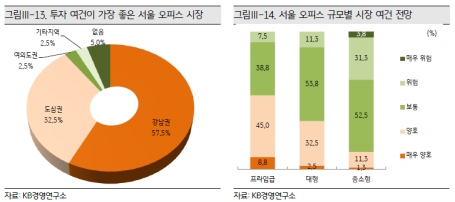 그림III-13. 투자 여건이 가장 좋은 서울 오피스 시장
기타지역
2.5%
없음
5.0%
여의도권
2.5%
도심권
32.5%
강남권
57.5%
자료: KB경영연구소
그림III-14. 서울 오피스 규모별 시장 여건 전망
(%)
7.5
38.8
45.0
8.8
프라임급
11.3
53.8
32.5
2.5
대형
3.8
31.3
52.5
11.3
1.3
중소형
매우 위험
위험
보통
양호
매우 양호
자료: KB경영연구소